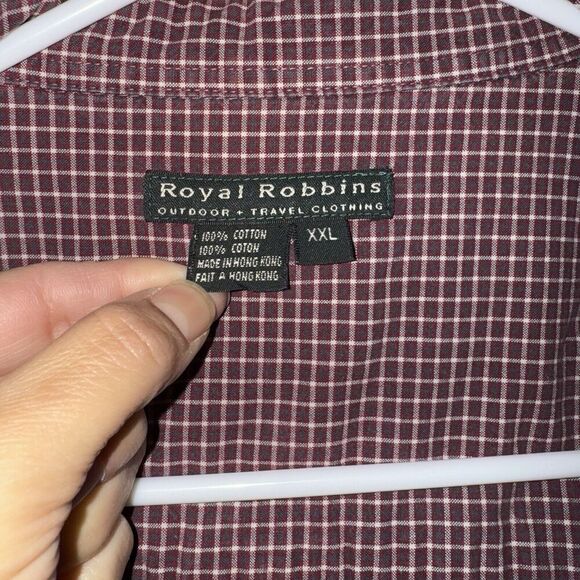 Royal Robbins
OUTDOOR + TRAVEL CLOTHING
100% COTTON
100% COTON
MADE IN HONG KONG
FAIT A HONG KONG
XXL